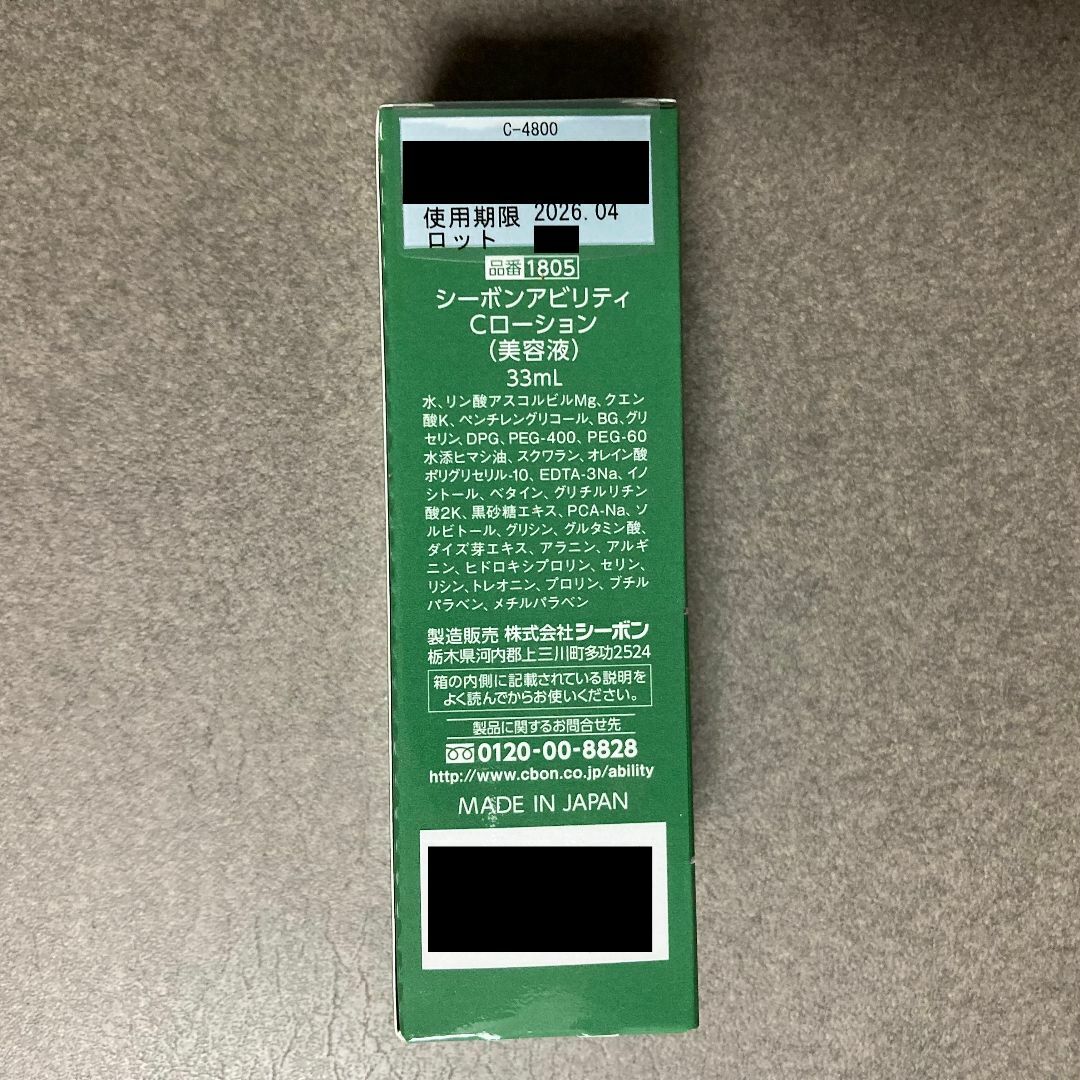 C-4800
使用期限 2026.04
ロット
品番 1805
シーボンアビリティ
Cローション
(美容液)
33mL
水、リン酸アスコルビルMg、クエン
酸K、ペンチレングリコール、BG、グリ
セリン、DPG、PEG-400、PEG-60
水添ヒマシ油、スクワラン、オレイン酸
ポリグリセリル-10、EDTA-3Na、イノ
シトール、ベタイン、グリチルリチン
酸2K、黒砂糖エキス、PCA-Na、ソ
ルビトール、グリシン、グルタミン酸、
ダイズ芽エキス、アラニン、アルギ
ニン、ヒドロキシプロリン、セリン、
リシン、トレオニン、プロリン、ブチル
パラベン、メチルパラベン
製造販売 株式会社シーボン
栃木県河内郡上三川町多功2524
箱の内側に記載されている説明を
よく読んでからお使いください。
製品に関するお問合せ先
0120-00-8828
http://www.cbon.co.jp/ability
MADE IN JAPAN